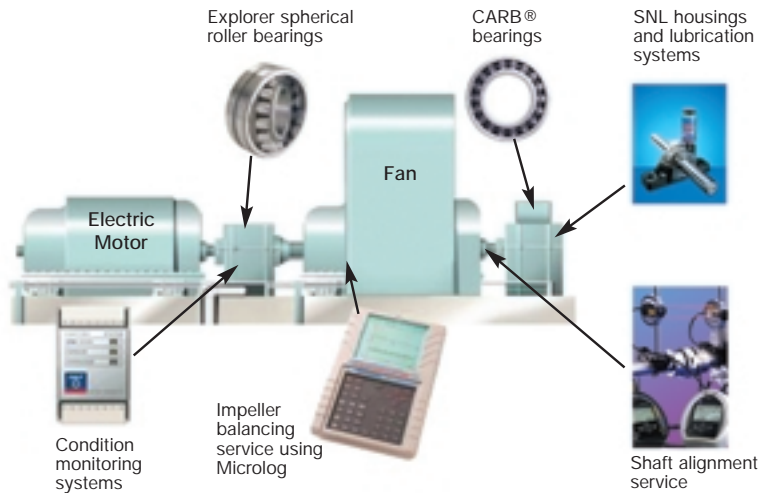 Explorer spherical
roller bearings
CARB®
bearings
SNL housings
and lubrication
systems
Fan
Electric
Motor
Condition
monitoring
systems
Impeller
balancing
service using
Microlog
Shaft alignment
service